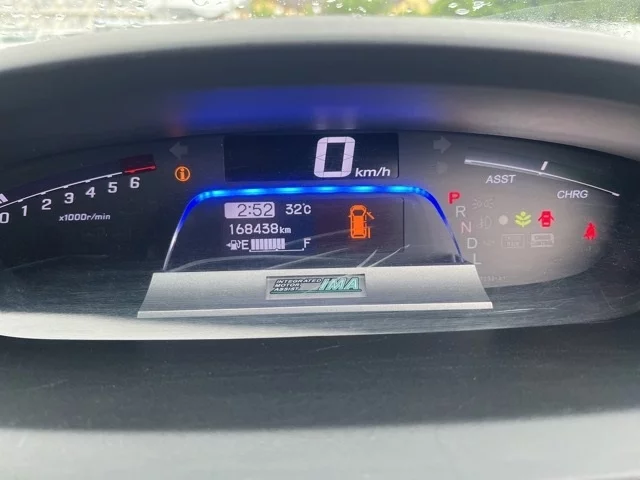 0 km/h
0 1 2 3 4 5 6
x1000r/min
ASST
CHRG
2:52 32°C
168438km
E F
P
R
N
D
L
INTEGRATED
MOTOR
ASSIST
IMA